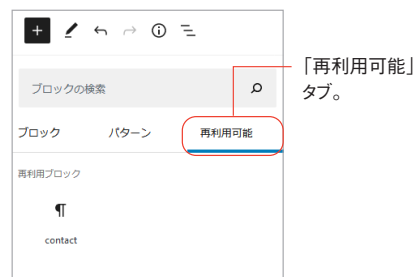 ブロックの検索
ブロック パターン 再利用可能
「再利用可能」
タブ。
再利用ブロック
contact